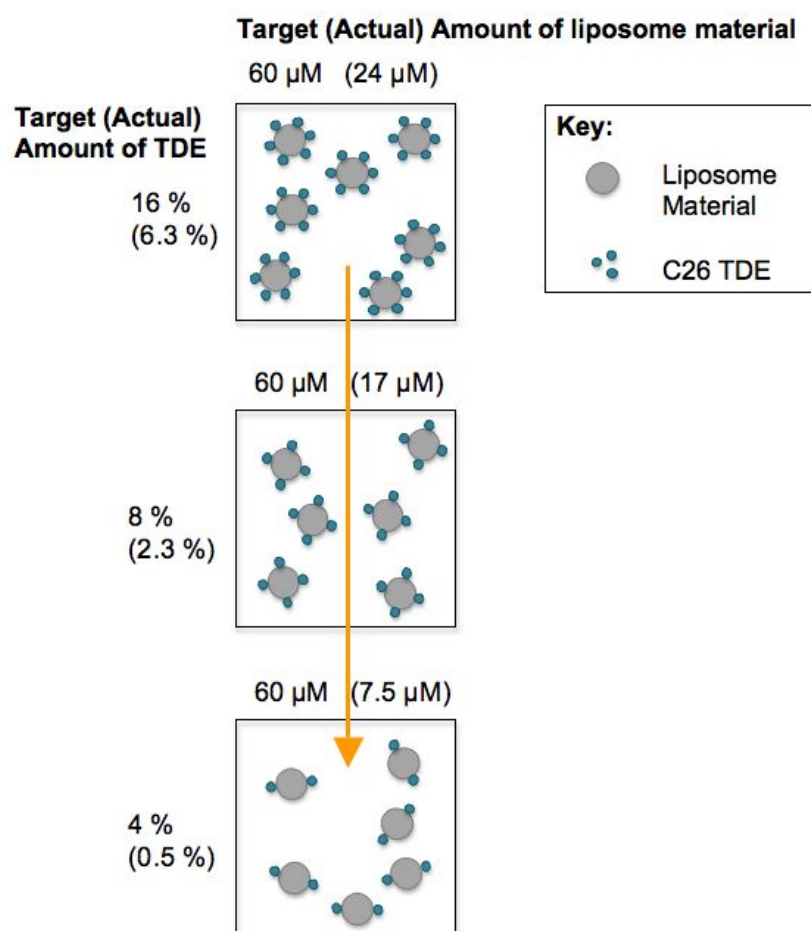 Target (Actual) Amount of liposome material
60 µM (24 µM)
Target (Actual)
Amount of TDE
16 %
(6.3 %)
Key:
Liposome
Material
C26 TDE
60 µM (17 µM)
8 %
(2.3 %)
60 µM (7.5 µM)
4 %
(0.5 %)